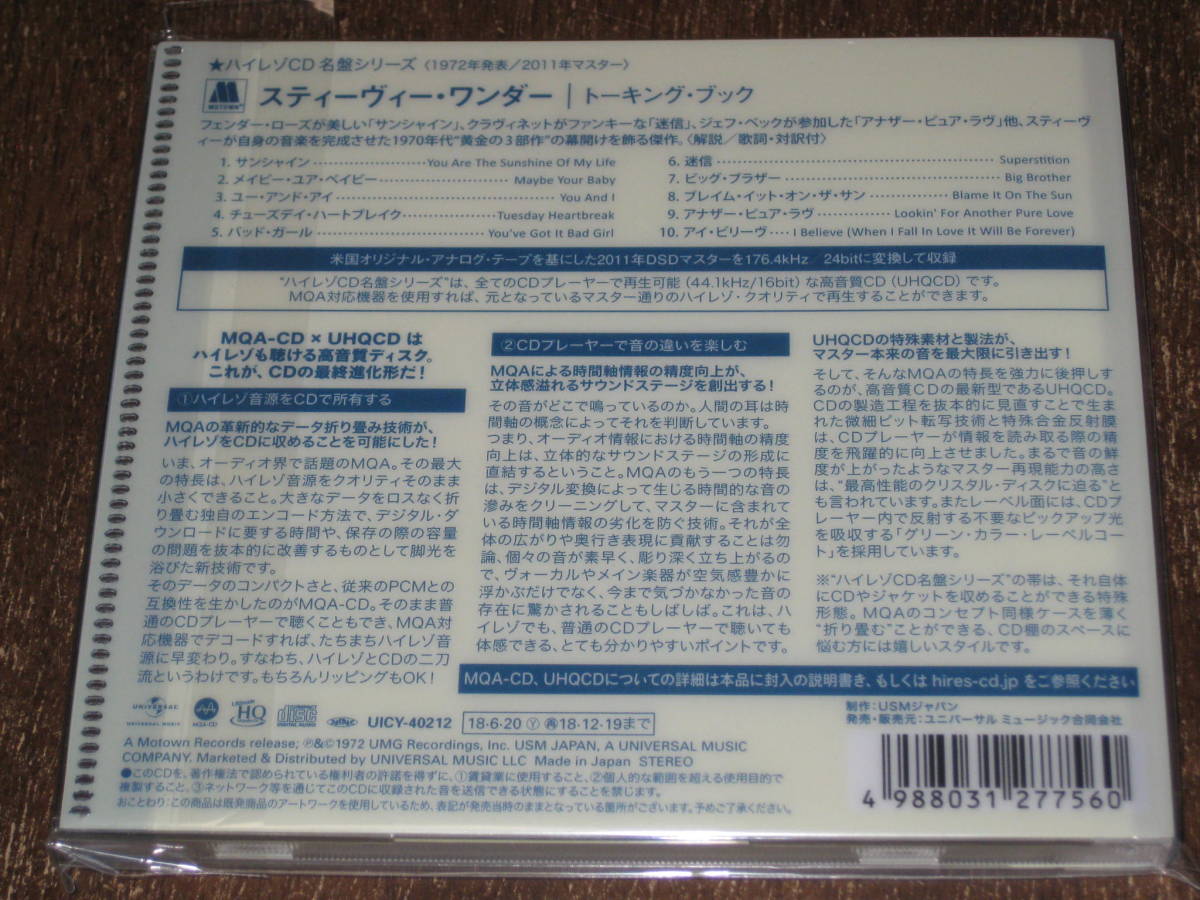 ★ハイレゾCD 名盤シリーズ〈1972年発表/2011年マスター〉
MOTOWN
スティーヴィー・ワンダー | トーキング・ブック
フェンダー・ローズが美しい「サンシャイン」、クラヴィネットがファンキーな「迷信」、ジェフ・ベックが参加した「アナザー・ピュア・ラヴ」他、スティーヴ
ィーが自身の音楽を完成させた1970年代“黄金の3部作”の幕開けを飾る傑作。〈解説/歌詞・対訳付〉
1. サンシャイン You Are The Sunshine Of My Life
2. メイビー・ユア・ベイビー Maybe Your Baby
3. ユー・アンド・アイ You And I
4. チューズデイ・ハートブレイク Tuesday Heartbreak
5. バッド・ガール You've Got It Bad Girl
6. 迷信 Superstition
7. ビッグ・ブラザー Big Brother
8. ブレイム・イット・オン・ザ・サン Blame It On The Sun
9. アナザー・ピュア・ラヴ Lookin' For Another Pure Love
10. アイ・ビリーヴ I Believe (When I Fall In Love It Will Be Forever)
米国オリジナル・アナログ・テープを基にした2011年DSDマスターを176.4kHz/24bitに変換して収録
“ハイレゾCD名盤シリーズ”は、全てのCDプレーヤーで再生可能(44.1kHz/16bit)な高音質CD(UHQCD)です。
MQA対応機器を使用すれば、元となっているマスター通りのハイレゾ・クオリティで再生することができます。
MQA-CD × UHQCD は
ハイレゾも聴ける高音質ディスク。
これが、CDの最終進化形だ!
①ハイレゾ音源をCDで所有する
MQAの革新的なデータ折り畳み技術が、
ハイレゾをCDに収めることを可能にした!
いま、オーディオ界で話題のMQA。その最大
の特長は、ハイレゾ音源をクオリティそのまま
小さくできること。大きなデータをロスなく折
り畳む独自のエンコード方法で、デジタル・ダ
ウンロードに要する時間や、保存の際の容量
の問題を抜本的に改善するものとして脚光を
浴びた新技術です。
そのデータのコンパクトさと、従来のPCMとの
互換性を生かしたのがMQA-CD。そのまま普
通のCDプレーヤーで聴くこともでき、MQA対
応機器でデコードすれば、たちまちハイレゾ音
源に早変わり。すなわち、ハイレゾとCDの二刀
流というわけです。もちろんリッピングもOK!
②CDプレーヤーで音の違いを楽しむ
MQAによる時間軸情報の精度向上が、
立体感溢れるサウンドステージを創出する!
その音がどこで鳴っているのか。人間の耳は時
間軸の概念によってそれを判断しています。
つまり、オーディオ情報における時間軸の精度
向上は、立体的なサウンドステージの形成に
直結するということ。MQAのもう一つの特長
は、デジタル変換によって生じる時間的な音の
滲みをクリーニングして、マスターに含まれて
いる時間軸情報の劣化を防ぐ技術。それが全
体の広がりや奥行き表現に貢献することは勿
論、個々の音が素早く、彫り深く立ち上がるの
で、ヴォーカルやメイン楽器が空気感豊かに
浮かぶだけでなく、今まで気づかなかった音の
存在に驚かされることもしばしば。これは、ハ
イレゾでも、普通のCDプレーヤーで聴いても
体感できる、とても分かりやすいポイントです。
UHQCDの特殊素材と製法が、
マスター本来の音を最大限に引き出す!
そして、そんなMQAの特長を強力に後押しす
るのが、高音質CDの最新型であるUHQCD。
CDの製造工程を抜本的に見直すことで生ま
れた微細ピット転写技術と特殊合金反射膜
は、CDプレーヤーが情報を読み取る際の精
度を飛躍的に向上させました。まるで音の鮮
度が上がったようなマスター再現能力の高さ
は、“最高性能のクリスタル・ディスクに迫る”と
も言われています。またレーベル面には、CDプ
レーヤー内で反射する不要なピックアップ光
を吸収する「グリーン・カラー・レーベルコー
ト」を採用しています。
※“ハイレゾCD名盤シリーズ”の帯は、それ自体
にCDやジャケットを収めることができる特殊
形態。MQAのコンセプト同様ケースを薄く
“折り畳む”ことができる、CD棚のスペースに
悩む方には嬉しいスタイルです。
MQA-CD、UHQCDについての詳細は本品に封入の説明書き、もしくは hires-cd.jp をご参照ください
UNIVERSAL
UNIVERSAL MUSIC
MQA-CD
HQ
disc
DIGITAL AUDIO
UICY-40212
18・6・20 Ⓨ 再 18・12・19まで
制作:USMジャパン
発売・販売元:ユニバーサル ミュージック合同会社
A Motown Records release; ℗&©1972 UMG Recordings, Inc. USM JAPAN, A UNIVERSAL MUSIC
COMPANY. Marketed & Distributed by UNIVERSAL MUSIC LLC Made in Japan STEREO
●このCDを、著作権法で認められている権利者の許諾を得ずに、①賃貸業に使用すること、②個人的な範囲を超える使用目的で
複製すること、③ネットワーク等を通じてこのCDに収録された音を送信できる状態にすることを禁じます。
おことわり:この商品は既発商品のアートワークを使用しているため、表記が発売当時のままとなっている箇所がございます。予めご了承ください。
4 988031 277560